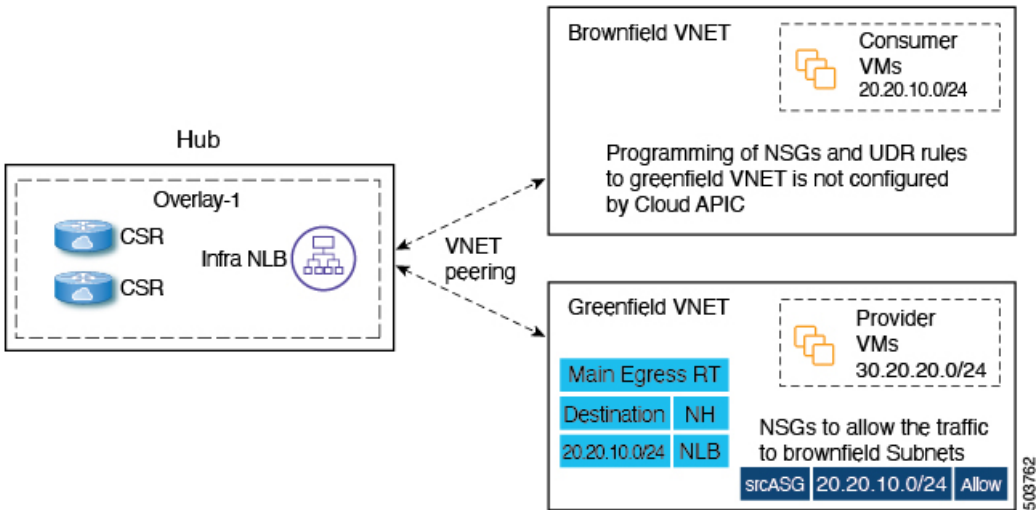 Hub
Overlay-1
CSR
CSR
Infra NLB
VNET
peering
Brownfield VNET
Consumer
VMs
20.20.10.0/24
Programming of NSGs and UDR rules
to greenfield VNET is not configured
by Cloud APIC
Greenfield VNET
Provider
VMs
30.20.20.0/24
Main Egress RT
Destination NH
20.20.10.0/24 NLB
NSGs to allow the traffic
to brownfield Subnets
srcASG 20.20.10.0/24 Allow
503762